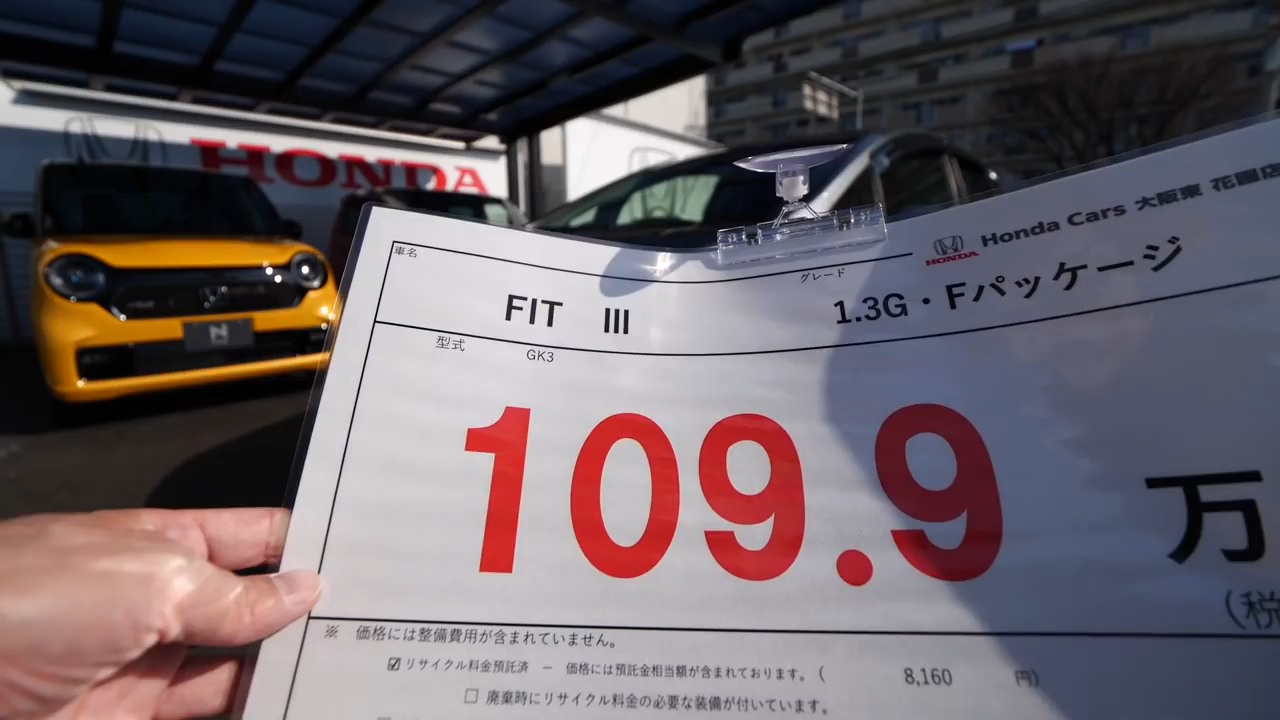 HONDA
HONDA
Honda Cars 大阪東 花園店
車名
グレード
FIT III
1.3G・Fパッケージ
型式 GK3
109.9万
(税
※ 価格には整備費用が含まれていません。
☑ リサイクル料金預託済 － 価格には預託金相当額が含まれております。( 8,160 円)
□ 廃棄時にリサイクル料金の必要な装備が付いています。